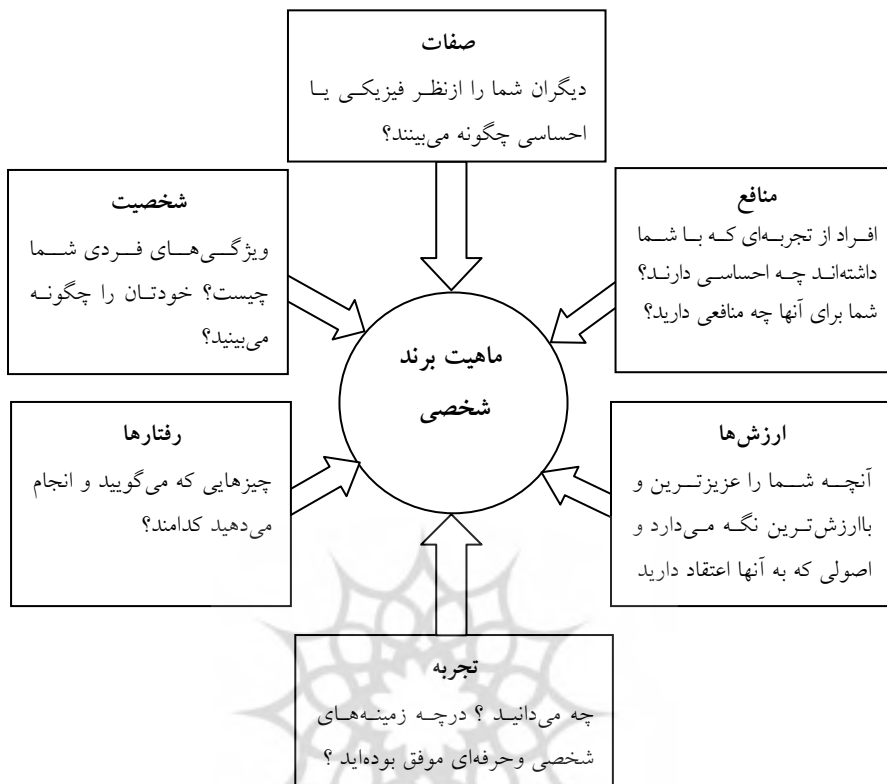 صفات
دیگران شما را ازنظر فیزیکی یا
احساسی چگونه می‌بینند؟
منافع
افراد از تجربه‌ای که با شما
داشته‌اند چه احساسی دارند؟
شما برای آنها چه منافعی دارید؟
شخصیت
ویژگی‌های فردی شما
چیست؟ خودتان را چگونه
می‌بینید؟
ماهیت برند
شخصی
ارزش‌ها
آنچه شما را عزیزترین و
باارزش‌ترین نگه می‌دارد و
اصولی که به آنها اعتقاد دارید
رفتارها
چیزهایی که می‌گویید و انجام
می‌دهید کدامند؟
تجربه
چه می‌دانید ؟ درچه زمینه‌های
شخصی وحرفه‌ای موفق بوده‌اید ؟